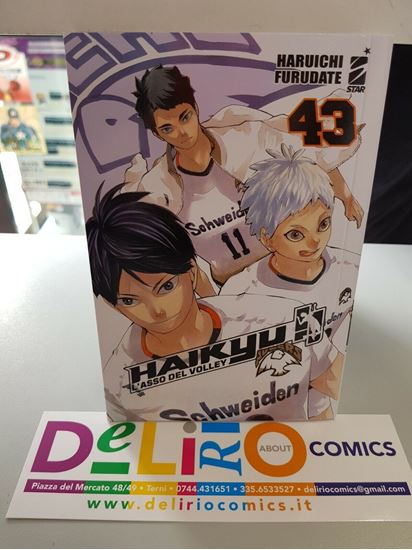 HARUICHI
FURUDATE
STAR
43
Schweiden
11
HAIKYU!!
L'ASSO DEL VOLLEY
den
Schweiden
DeLiRiO ABOUT COMICS
Piazza del Mercato 48/49 • Terni • 0744.431651 • 335.6533527 • deliriocomics@gmail.com
www.deliriocomics.it